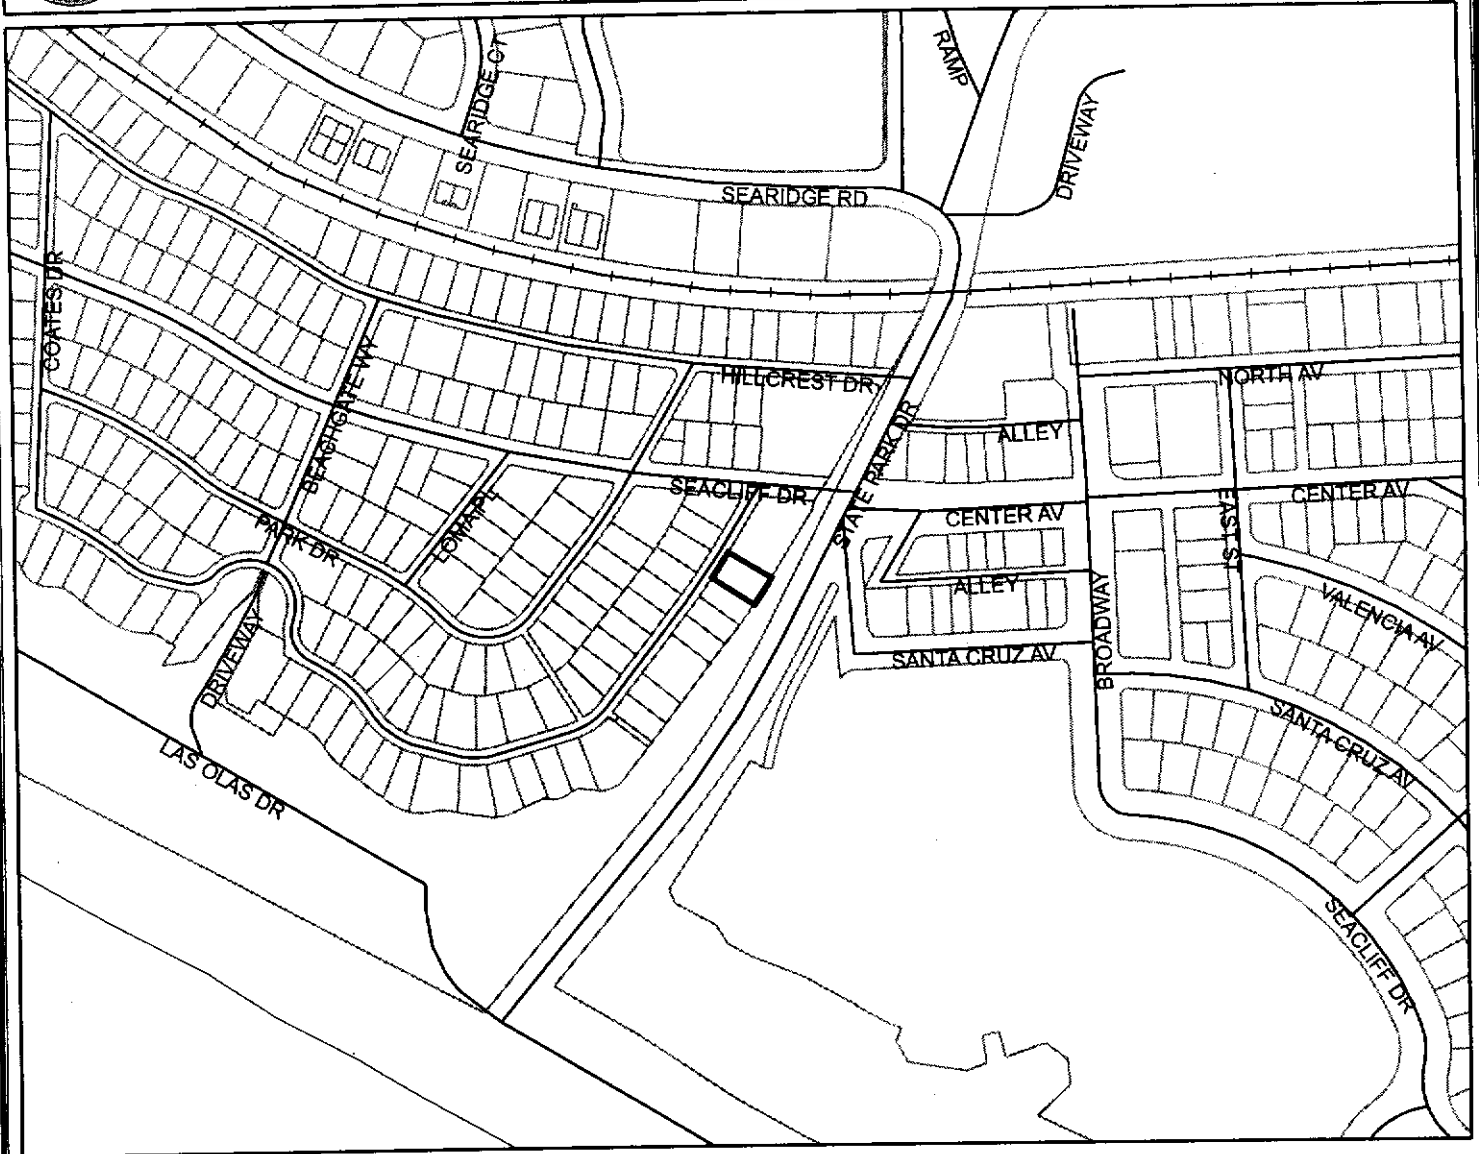 RAMP
SEARIDGE CT
DRIVEWAY
SEARIDGE RD
COATES DR
BEACHGATE WY
HILLCREST DR
NORTH AV
STATE PARK DR
ALLEY
SEACLIFF DR
CENTER AV
CENTER AV
EAST ST
LOMA PL
PARK DR
ALLEY
BROADWAY
VALENCIA AV
DRIVEWAY
SANTA CRUZ AV
SANTA CRUZ AV
LAS OLAS DR
SEACLIFF DR